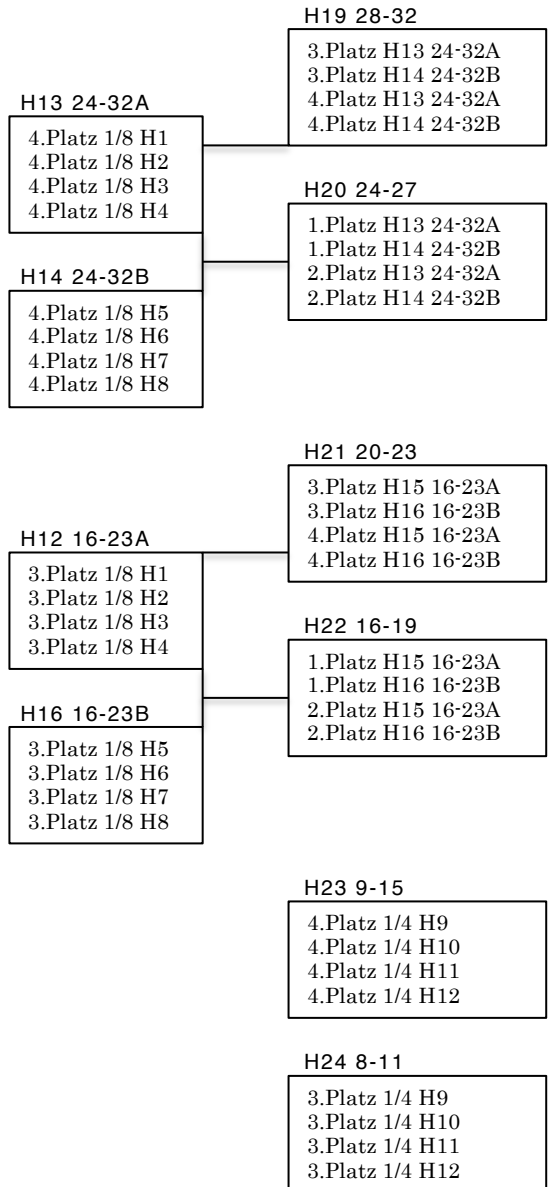 H19 28-32
3.Platz H13 24-32A
3.Platz H14 24-32B
4.Platz H13 24-32A
4.Platz H14 24-32B
H13 24-32A
4.Platz 1/8 H1
4.Platz 1/8 H2
4.Platz 1/8 H3
4.Platz 1/8 H4
H20 24-27
1.Platz H13 24-32A
1.Platz H14 24-32B
2.Platz H13 24-32A
2.Platz H14 24-32B
H14 24-32B
4.Platz 1/8 H5
4.Platz 1/8 H6
4.Platz 1/8 H7
4.Platz 1/8 H8
H21 20-23
3.Platz H15 16-23A
3.Platz H16 16-23B
4.Platz H15 16-23A
4.Platz H16 16-23B
H12 16-23A
3.Platz 1/8 H1
3.Platz 1/8 H2
3.Platz 1/8 H3
3.Platz 1/8 H4
H22 16-19
1.Platz H15 16-23A
1.Platz H16 16-23B
2.Platz H15 16-23A
2.Platz H16 16-23B
H16 16-23B
3.Platz 1/8 H5
3.Platz 1/8 H6
3.Platz 1/8 H7
3.Platz 1/8 H8
H23 9-15
4.Platz 1/4 H9
4.Platz 1/4 H10
4.Platz 1/4 H11
4.Platz 1/4 H12
H24 8-11
3.Platz 1/4 H9
3.Platz 1/4 H10
3.Platz 1/4 H11
3.Platz 1/4 H12